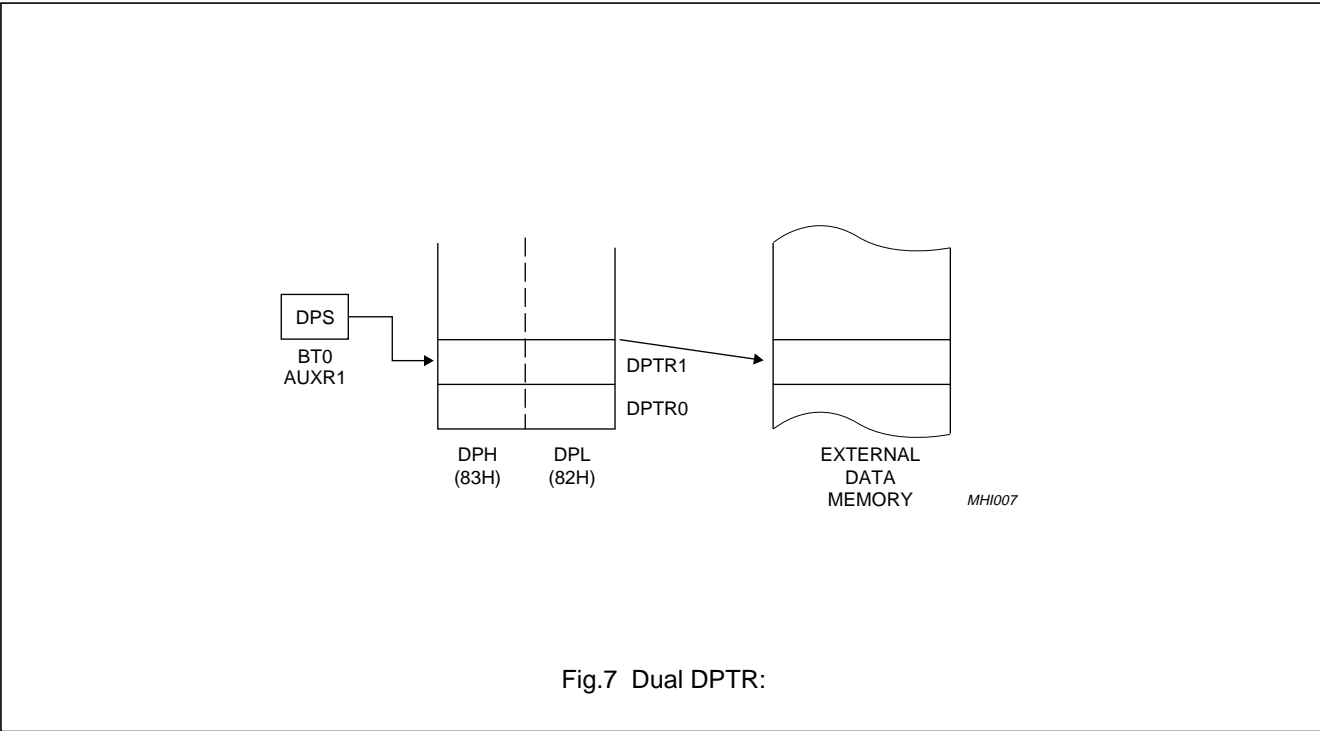 DPS
BT0
AUXR1
DPTR1
DPTR0
DPH
(83H)
DPL
(82H)
EXTERNAL
DATA
MEMORY
MHI007
Fig.7 Dual DPTR: